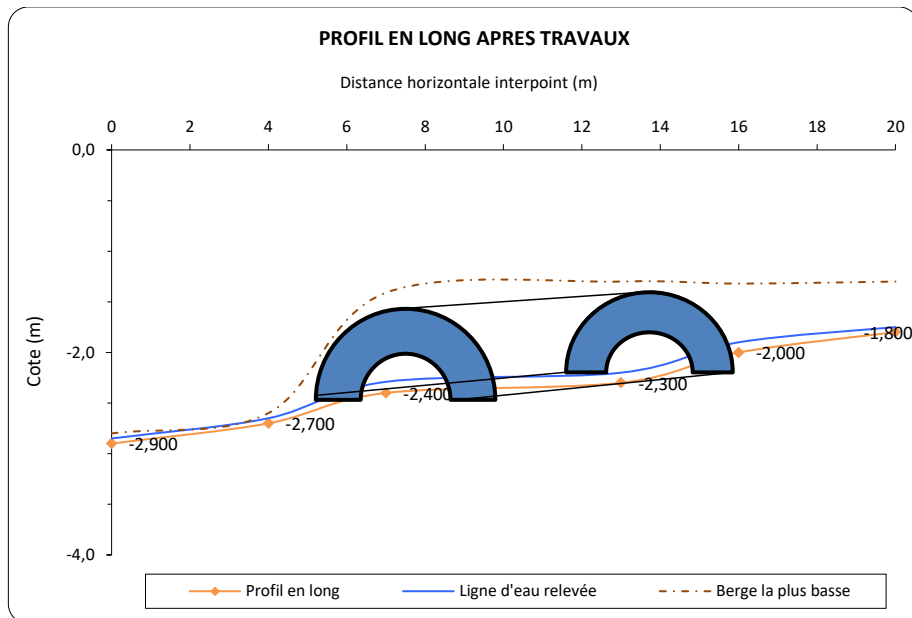 PROFIL EN LONG APRES TRAVAUX
Distance horizontale interpoint (m)
0 2 4 6 8 10 12 14 16 18 20
0,0
-2,0
-4,0
Cote (m)
-2,900
-2,700
-2,400
-2,300
-2,000
-1,800
Profil en long Ligne d'eau relevée Berge la plus basse